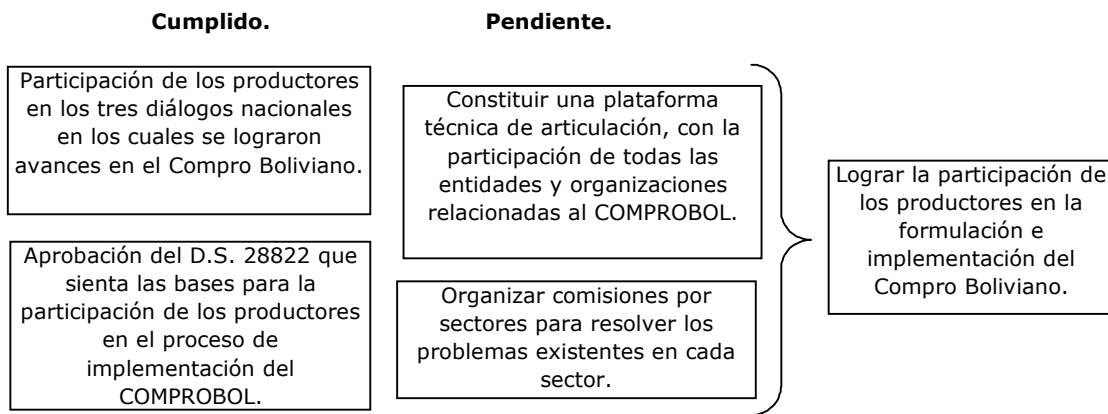 Cumplido.
Pendiente.
Participación de los productores
en los tres diálogos nacionales
en los cuales se lograron
avances en el Compro Boliviano.
Aprobación del D.S. 28822 que
sienta las bases para la
participación de los productores
en el proceso de
implementación del
COMPROBOL.
Constituir una plataforma
técnica de articulación, con la
participación de todas las
entidades y organizaciones
relacionadas al COMPROBOL.
Organizar comisiones por
sectores para resolver los
problemas existentes en cada
sector.
Lograr la participación de
los productores en la
formulación e
implementación del
Compro Boliviano.